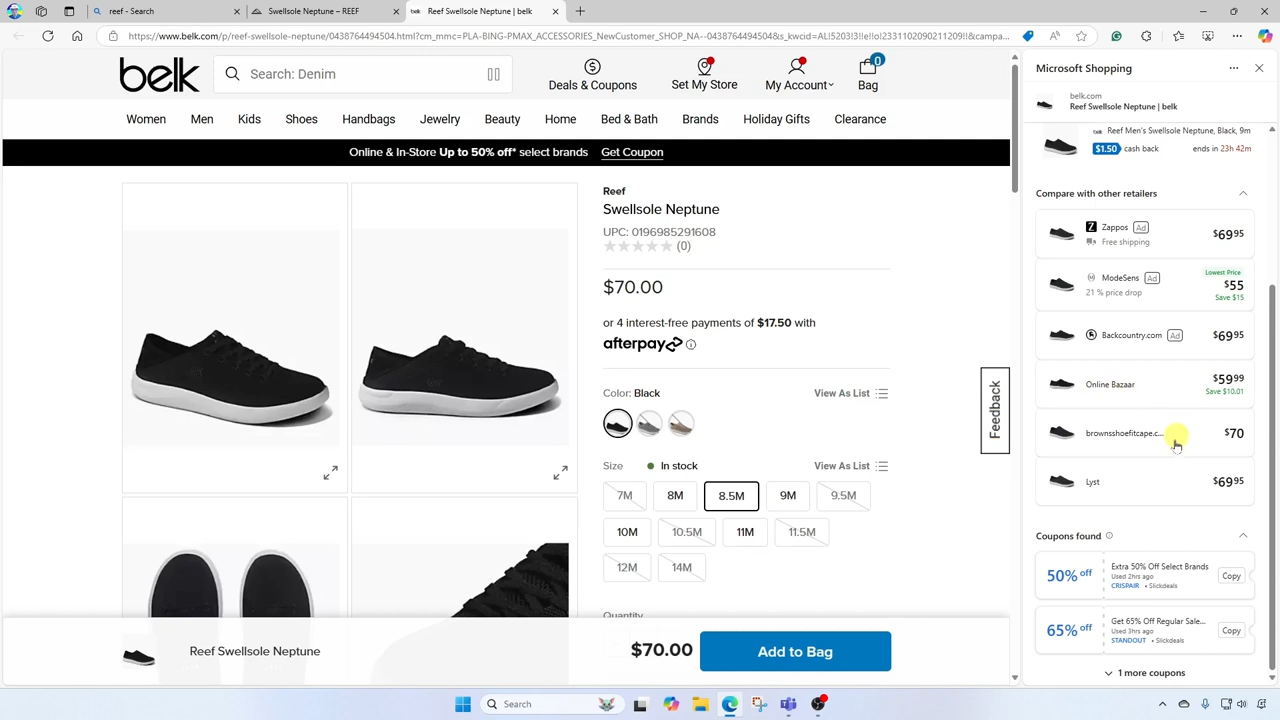 reef - Search
Swellsole Neptune – REEF
Reef Swellsole Neptune | belk
https://www.belk.com/p/reef-swellsole-neptune/0438764494504.html?cm_mmc=PLA-BING-PMAX_ACCESSORIES_NewCustomer_SHOP_NA--0438764494504&s_kwcid=AL!5203!3!!e!!o!2331102090211209!!&campa...
belk
Search: Denim
Deals & Coupons
Set My Store
My Account
0
Bag
Women Men Kids Shoes Handbags Jewelry Beauty Home Bed & Bath Brands Holiday Gifts Clearance
Online & In-Store Up to 50% off* select brands Get Coupon
Reef
Swellsole Neptune
UPC: 0196985291608
(0)
$70.00
or 4 interest-free payments of $17.50 with
afterpay
Color: Black
View As List
Size
In stock
View As List
7M 8M 8.5M 9M 9.5M
10M 10.5M 11M 11.5M
12M 14M
Quantity
Feedback
Reef Swellsole Neptune
$70.00
Add to Bag
Microsoft Shopping
belk.com
Reef Swellsole Neptune | belk
belk Reef Men's Swellsole Neptune, Black, 9m
$1.50 cash back
ends in 23h 42m
Compare with other retailers
Zappos Ad
Free shipping
$69.95
ModeSens Ad
21 % price drop
Lowest Price
$55
Save $15
Backcountry.com Ad
$69.95
Online Bazaar
$59.99
Save $10.01
brownsshoefitcape.c...
$70
Lyst
$69.95
Coupons found
50% off
Extra 50% Off Select Brands
Used 2hrs ago
CRISPAIR • Slickdeals
Copy
65% off
Get 65% Off Regular Sale...
Used 3hrs ago
STANDOUT • Slickdeals
Copy
1 more coupons
Search